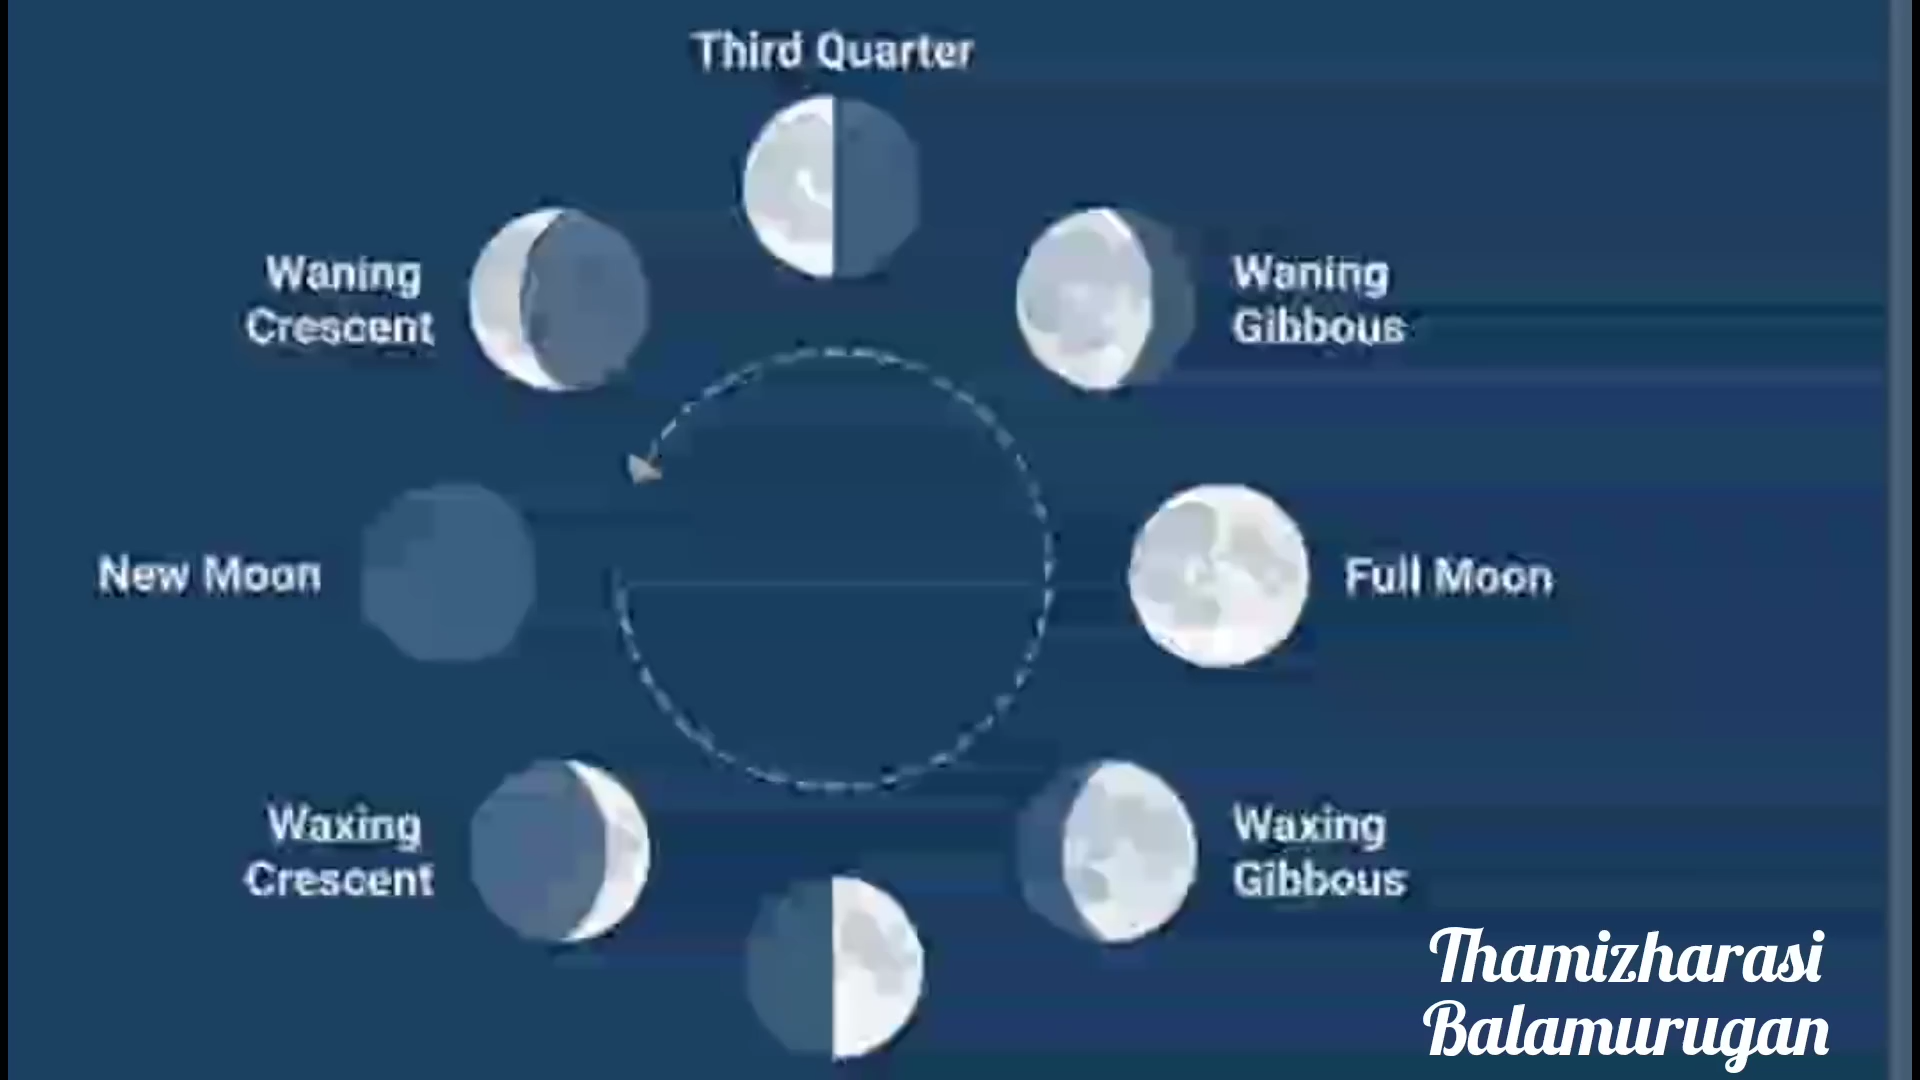 Third Quarter
Waning
Crescent
Waning
Gibbous
New Moon
Full Moon
Waxing
Crescent
Waxing
Gibbous
Thamizharasi
Balamurugan